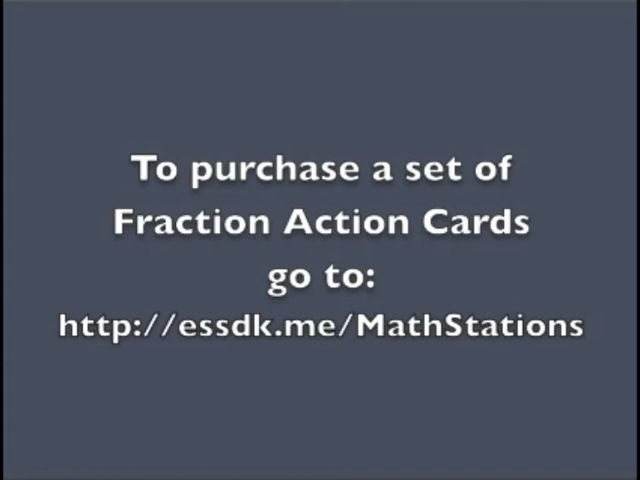 To purchase a set of
Fraction Action Cards
go to:
http://essdk.me/MathStations